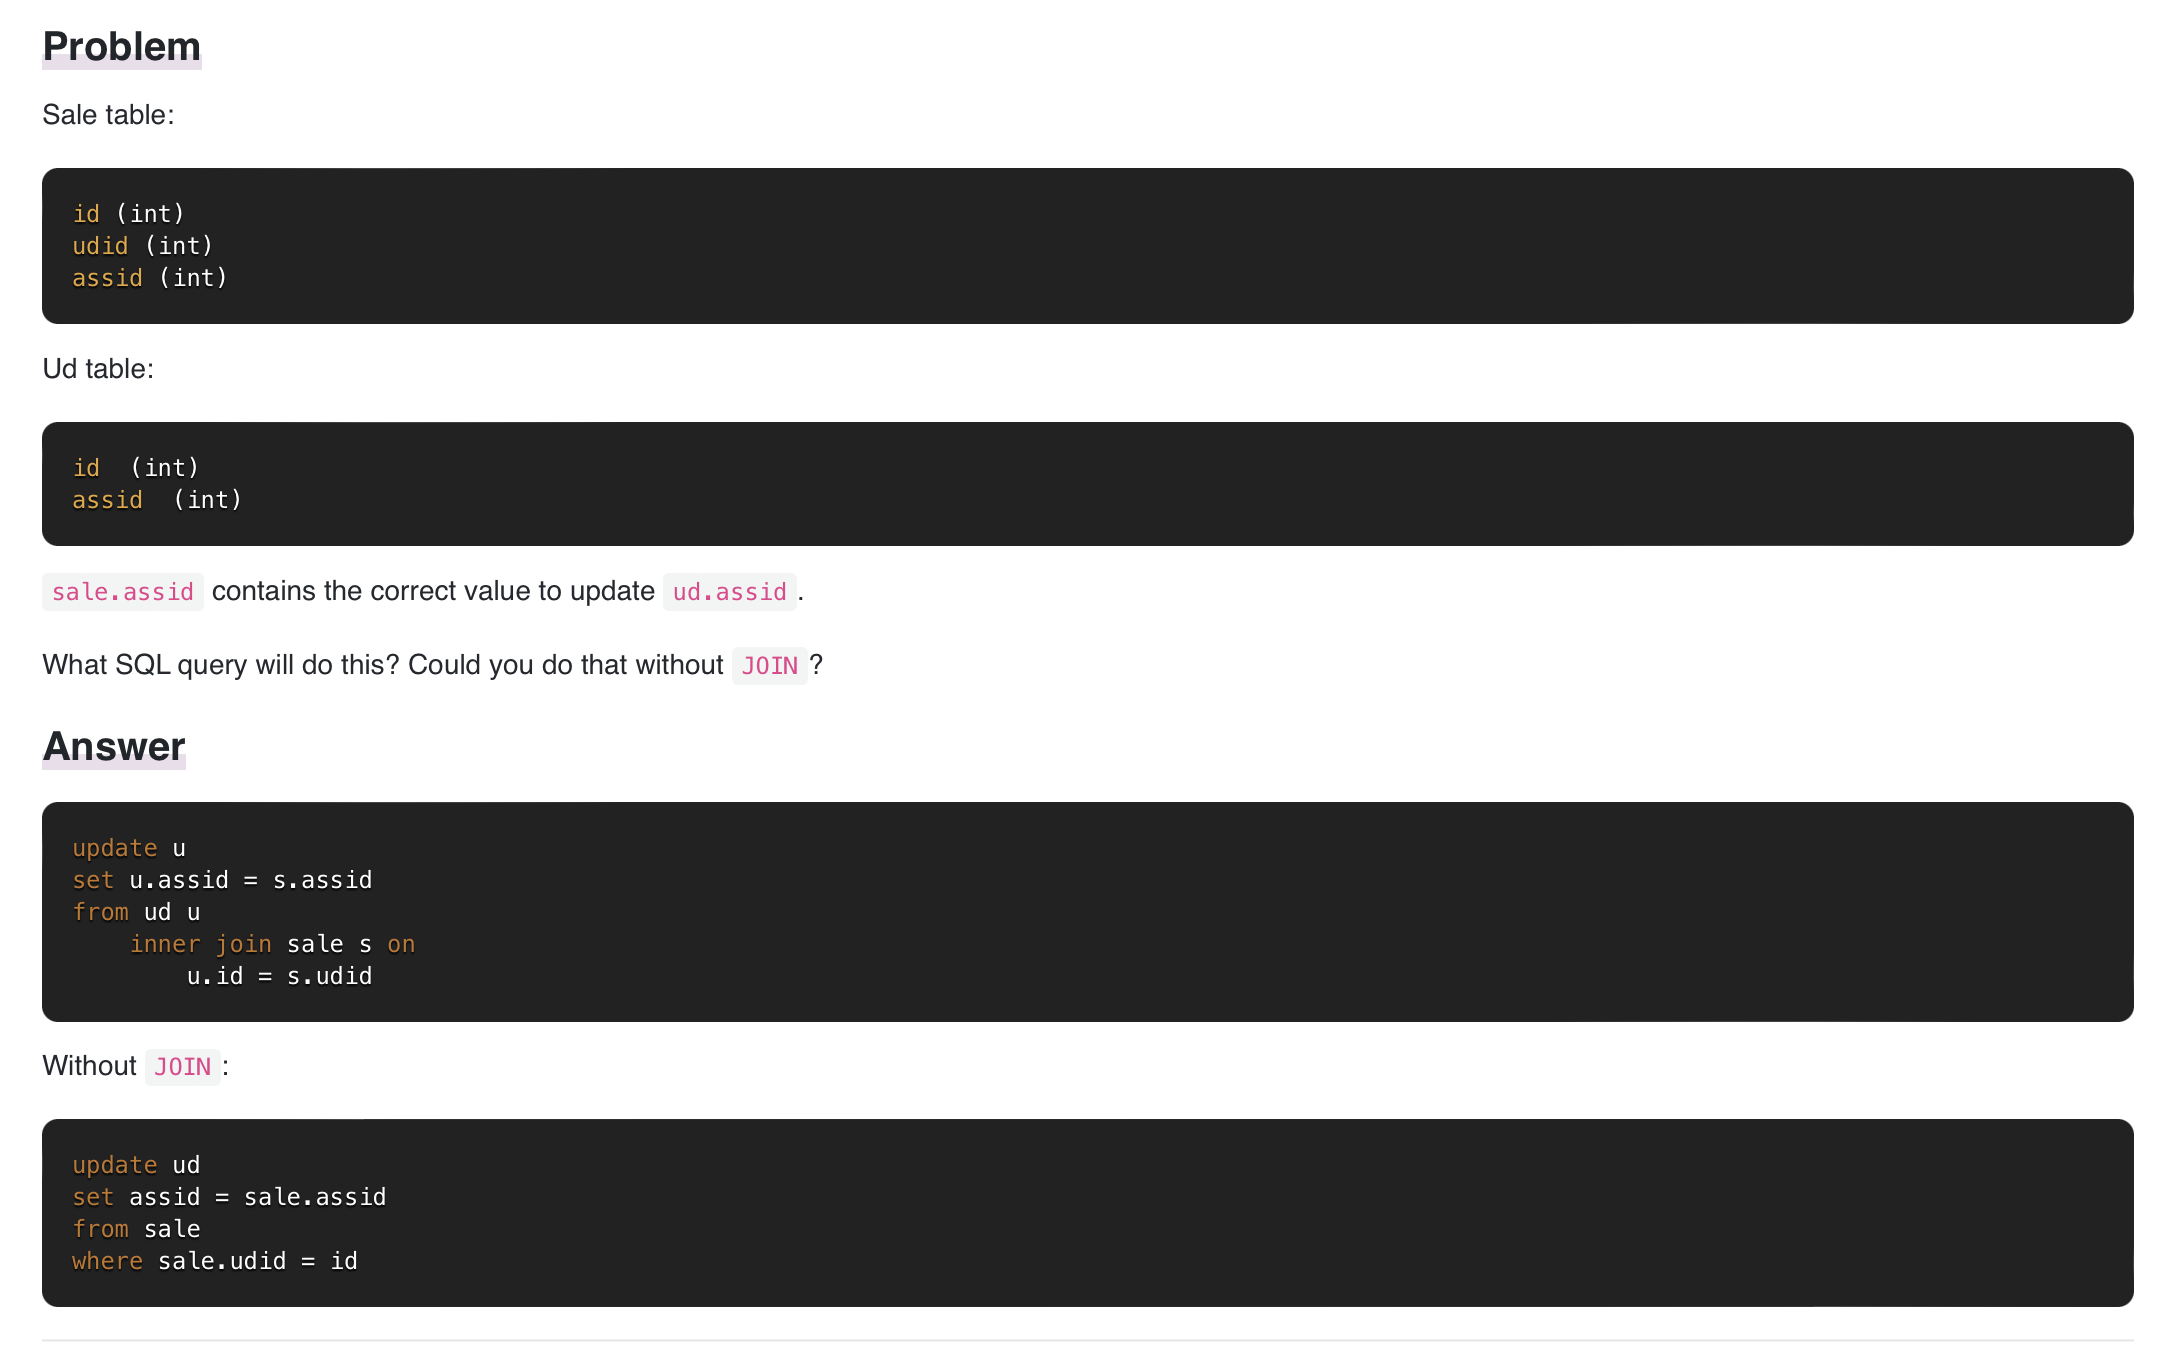 Problem
Sale table:
id (int)
udid (int)
assid (int)
Ud table:
id  (int)
assid  (int)
sale.assid contains the correct value to update ud.assid.
What SQL query will do this? Could you do that without JOIN?
Answer
update u
set u.assid = s.assid
from ud u
    inner join sale s on
        u.id = s.udid
Without JOIN:
update ud
set assid = sale.assid
from sale
where sale.udid = id